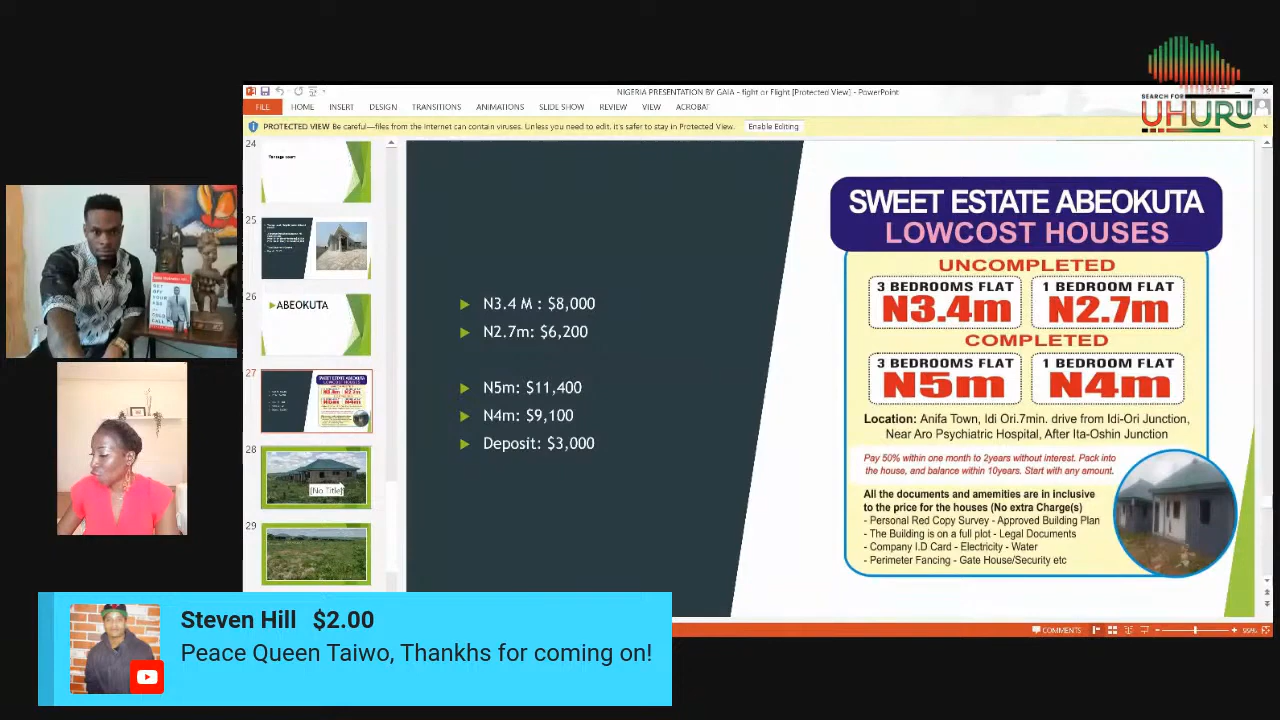 NIGERIA PRESENTATION BY GAIA - fight or Flight [Protected View] - PowerPoint
FILE HOME INSERT DESIGN TRANSITIONS ANIMATIONS SLIDE SHOW REVIEW VIEW ACROBAT
PROTECTED VIEW Be careful—files from the Internet can contain viruses. Unless you need to edit, it's safer to stay in Protected View. Enable Editing
SEARCH FOR
UHURU
24
25
26
ABEOKUTA
27
28
[No Title]
29
N3.4 M : $8,000
N2.7m: $6,200
N5m: $11,400
N4m: $9,100
Deposit: $3,000
SWEET ESTATE ABEOKUTA
LOWCOST HOUSES
UNCOMPLETED
3 BEDROOMS FLAT
N3.4m
1 BEDROOM FLAT
N2.7m
COMPLETED
3 BEDROOMS FLAT
N5m
1 BEDROOM FLAT
N4m
Location: Anifa Town, Idi Ori.7min. drive from Idi-Ori Junction,
Near Aro Psychiatric Hospital, After Ita-Oshin Junction
Pay 50% within one month to 2years without interest. Pack into
the house, and balance within 10years. Start with any amount.
All the documents and amemities are in inclusive
to the price for the houses (No extra Charge(s)
- Personal Red Copy Survey - Approved Building Plan
- The Building is on a full plot - Legal Documents
- Company I.D Card - Electricity - Water
- Perimeter Fancing - Gate House/Security etc
COMMENTS
99%
GET OFF
YOUR
COLD
CALL
Steven Hill $2.00
Peace Queen Taiwo, Thankhs for coming on!